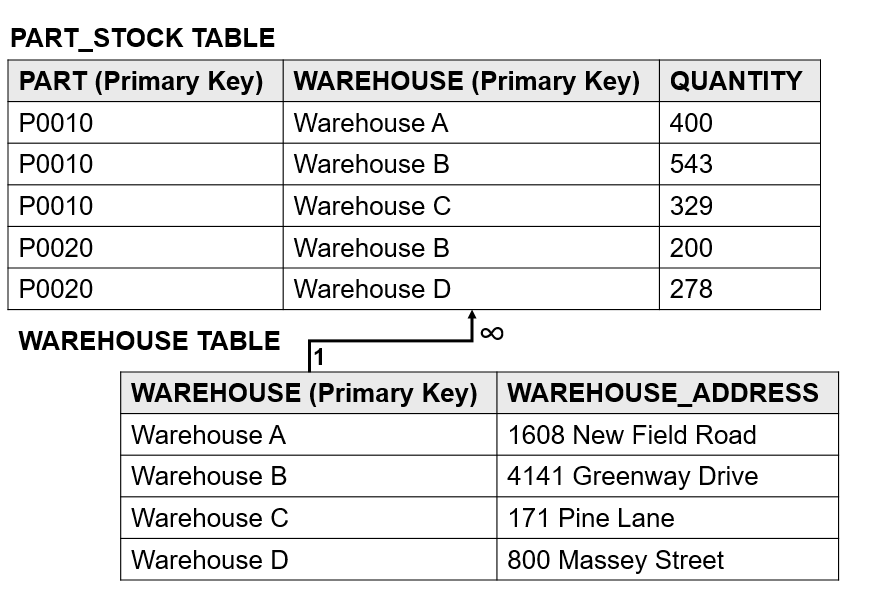 PART_STOCK TABLE
PART (Primary Key) WAREHOUSE (Primary Key) QUANTITY
P0010 Warehouse A 400
P0010 Warehouse B 543
P0010 Warehouse C 329
P0020 Warehouse B 200
P0020 Warehouse D 278
∞
WAREHOUSE TABLE
1
WAREHOUSE (Primary Key) WAREHOUSE_ADDRESS
Warehouse A 1608 New Field Road
Warehouse B 4141 Greenway Drive
Warehouse C 171 Pine Lane
Warehouse D 800 Massey Street